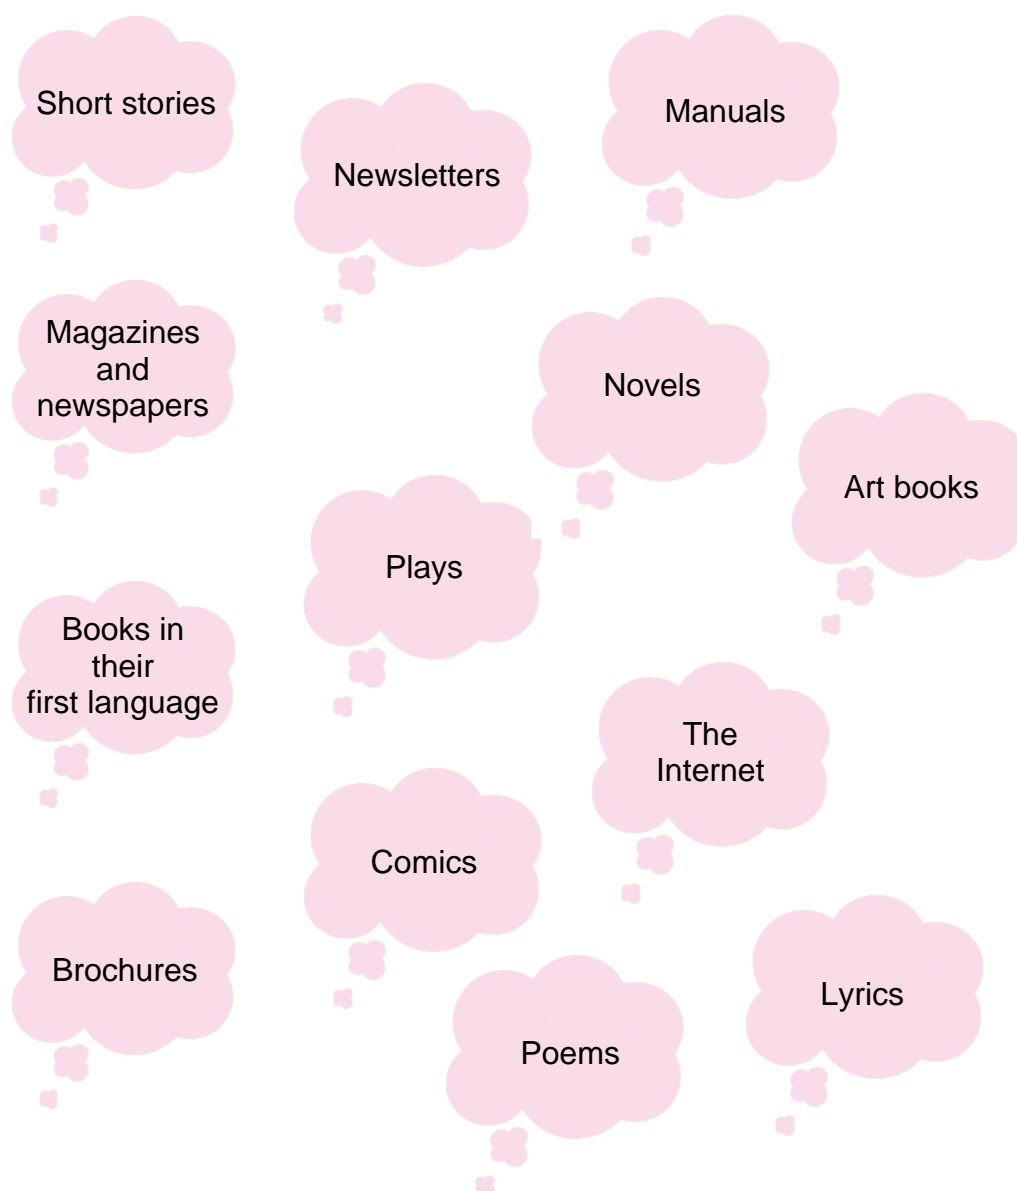 Short stories
Manuals
Newsletters
Magazines
and
newspapers
Novels
Art books
Plays
Books in
their
first language
The
Internet
Comics
Brochures
Lyrics
Poems